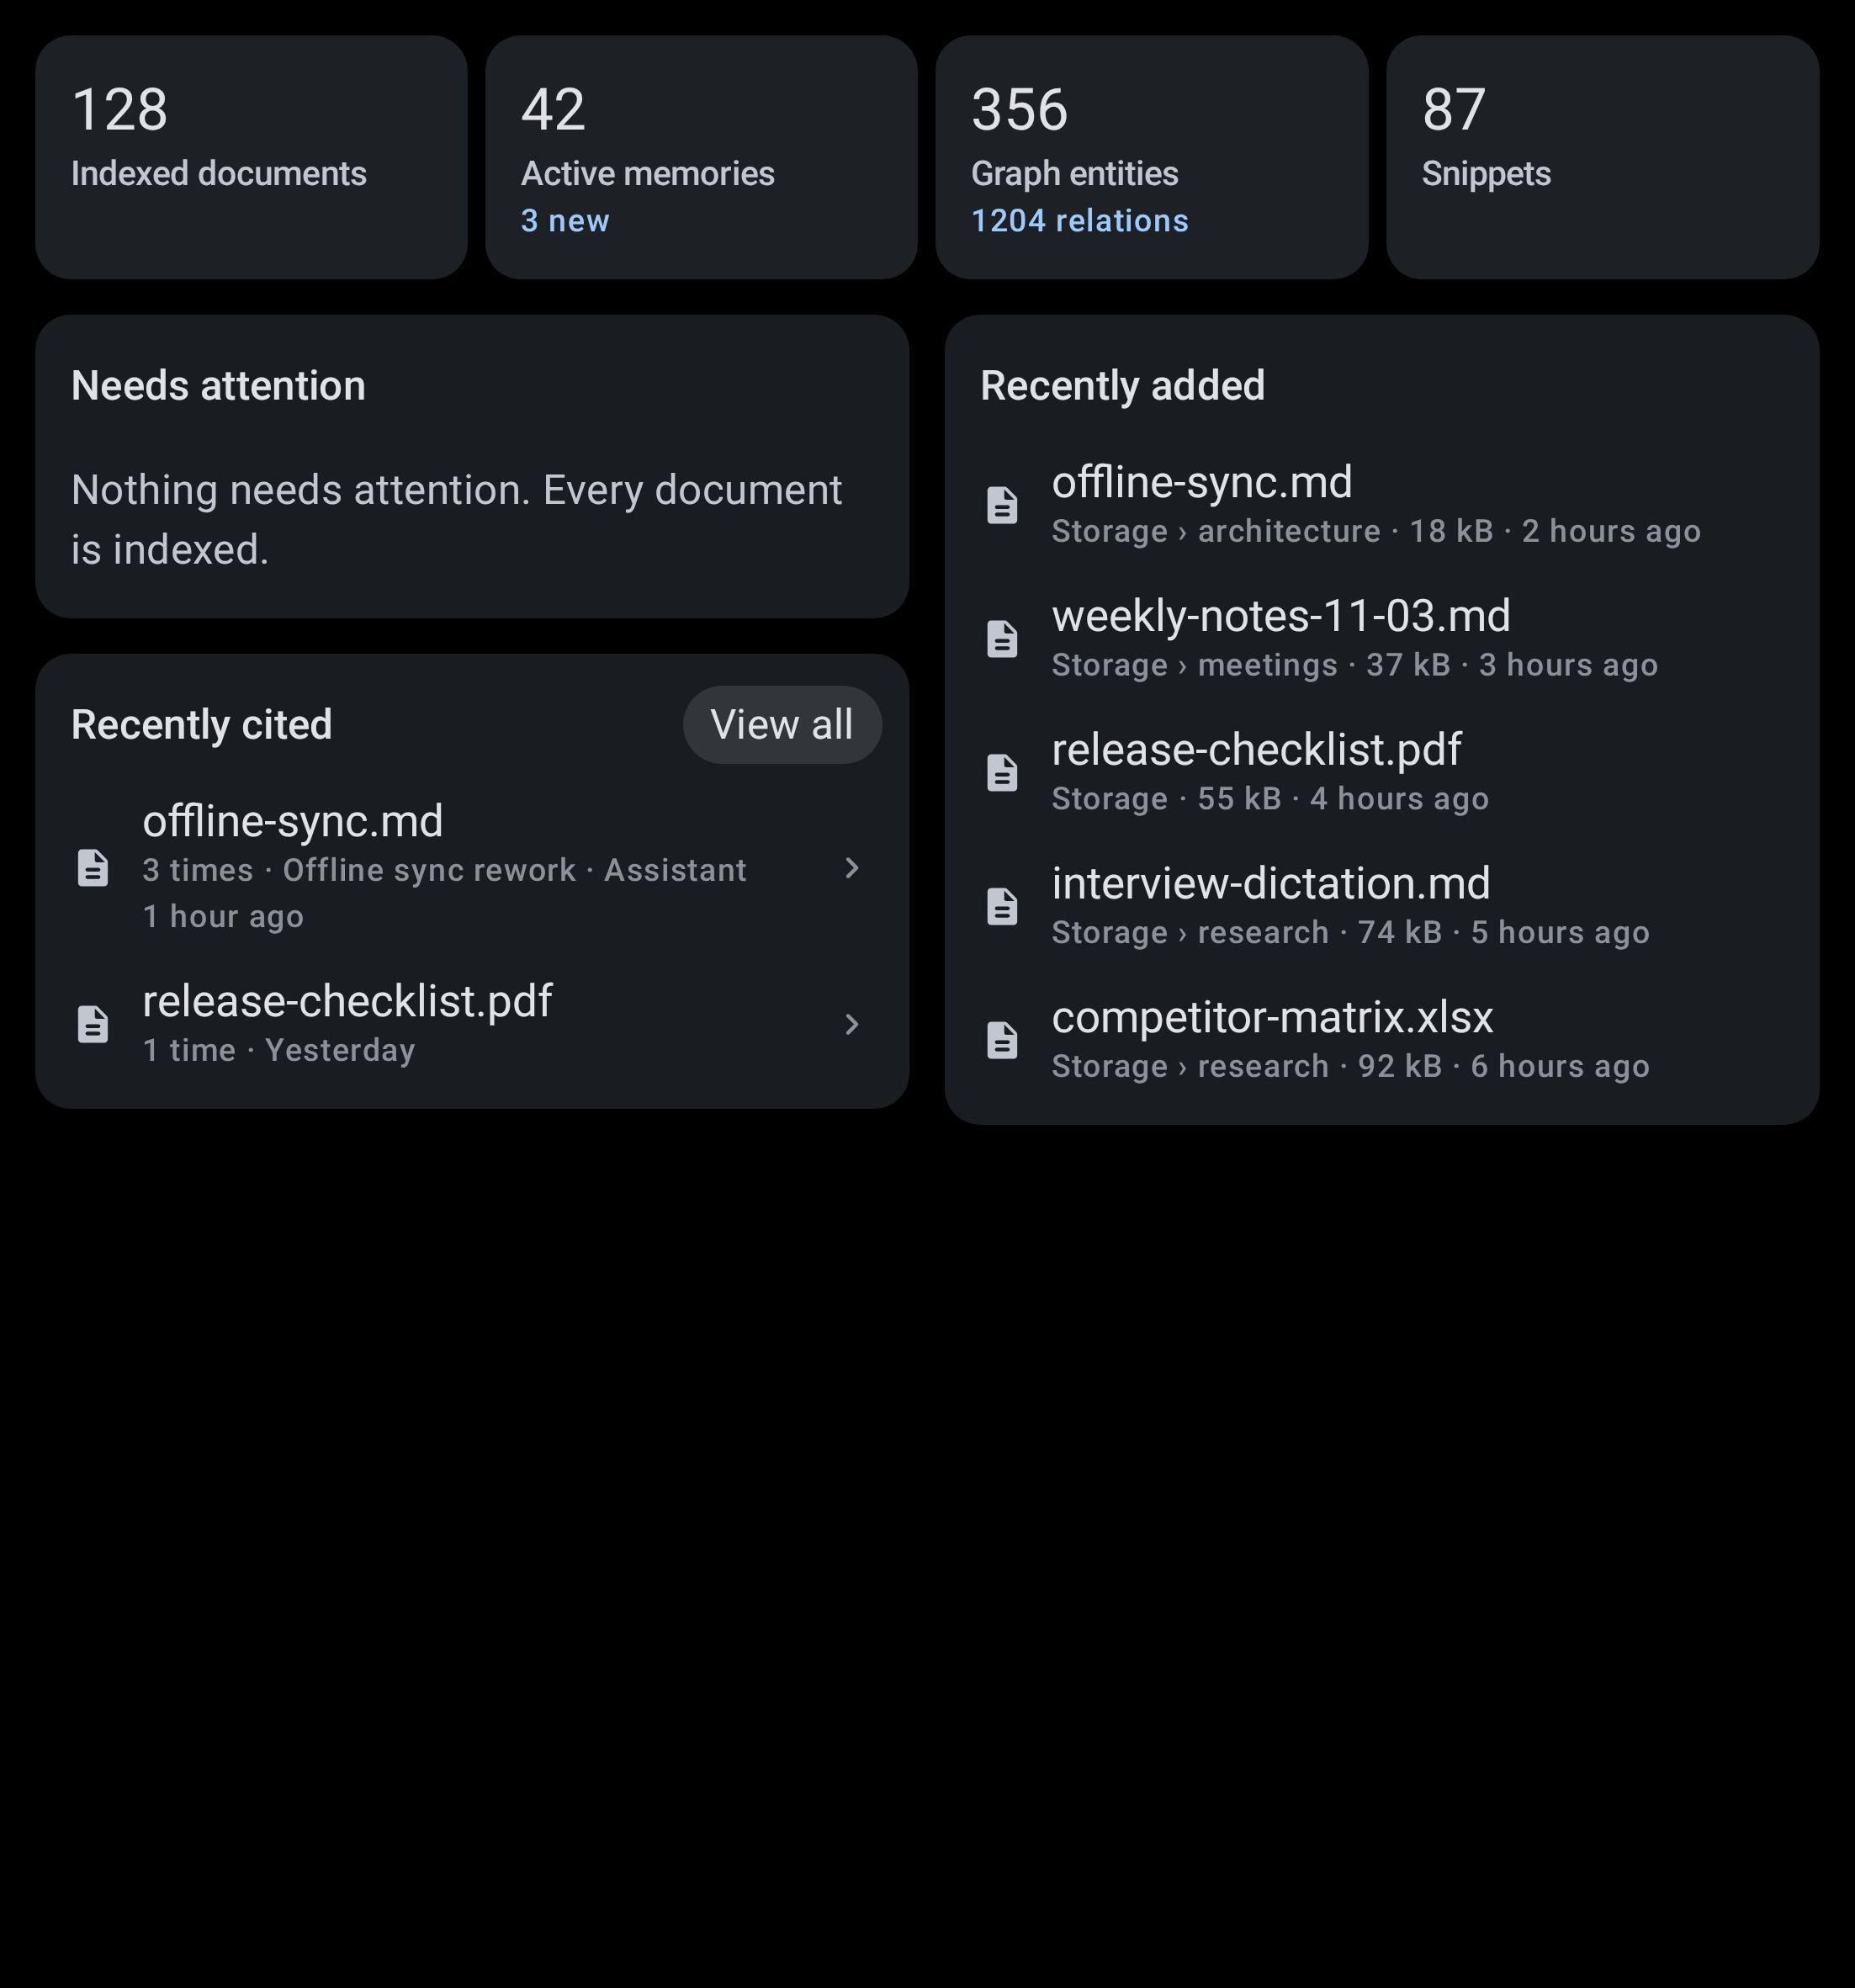 128
Indexed documents
42
Active memories
3 new
356
Graph entities
1204 relations
87
Snippets
Needs attention
Nothing needs attention. Every document
is indexed.
Recently cited
View all
offline-sync.md
3 times · Offline sync rework · Assistant
1 hour ago
release-checklist.pdf
1 time · Yesterday
Recently added
offline-sync.md
Storage › architecture · 18 kB · 2 hours ago
weekly-notes-11-03.md
Storage › meetings · 37 kB · 3 hours ago
release-checklist.pdf
Storage · 55 kB · 4 hours ago
interview-dictation.md
Storage › research · 74 kB · 5 hours ago
competitor-matrix.xlsx
Storage › research · 92 kB · 6 hours ago